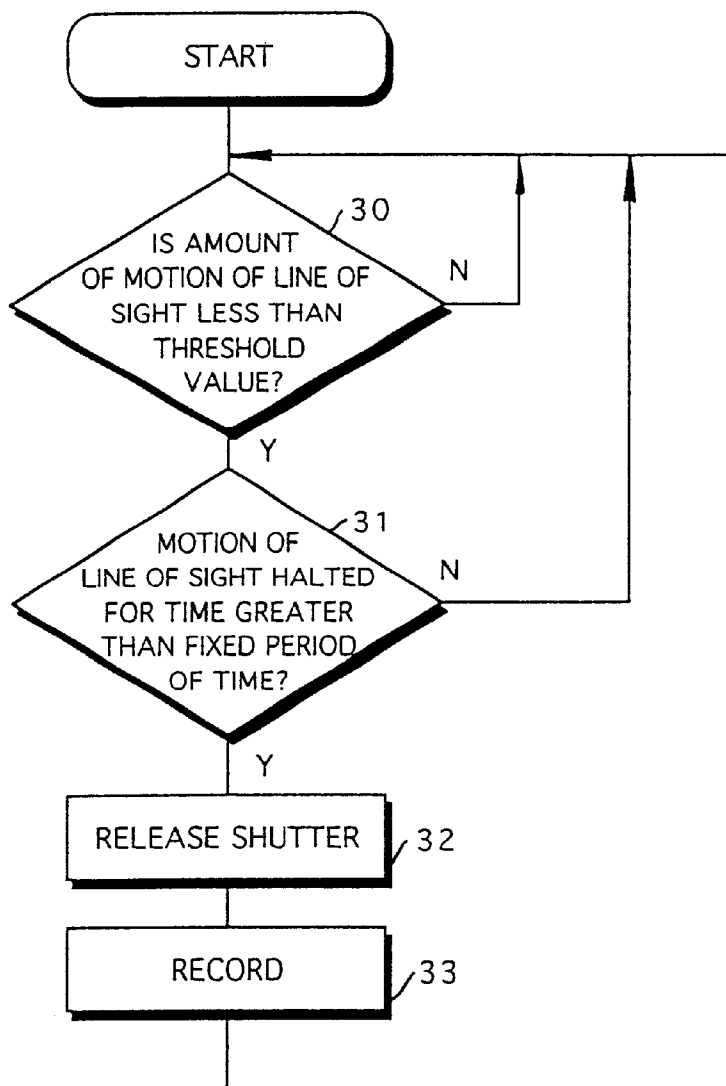 START
30
IS AMOUNT
OF MOTION OF LINE OF
SIGHT LESS THAN
THRESHOLD
VALUE?
N
Y
31
MOTION OF
LINE OF SIGHT HALTED
FOR TIME GREATER
THAN FIXED PERIOD
OF TIME?
N
Y
RELEASE SHUTTER
32
RECORD
33